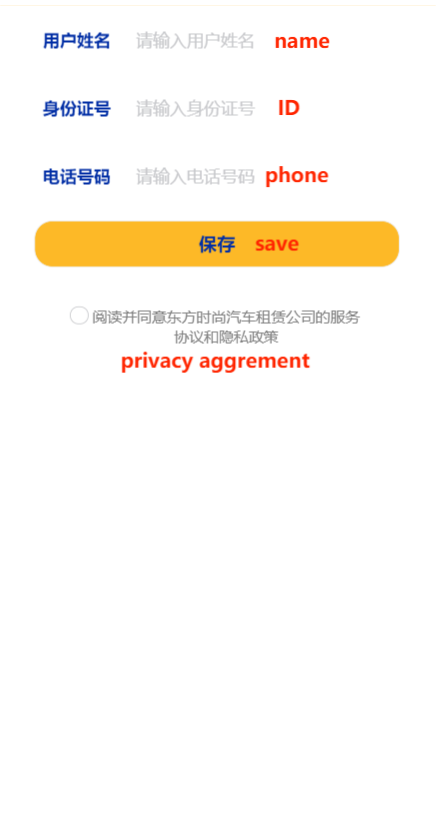 用户姓名 请输入用户姓名 name
身份证号 请输入身份证号 ID
电话号码 请输入电话号码 phone
保存 save
阅读并同意东方时尚汽车租赁公司的服务
协议和隐私政策
privacy aggrement